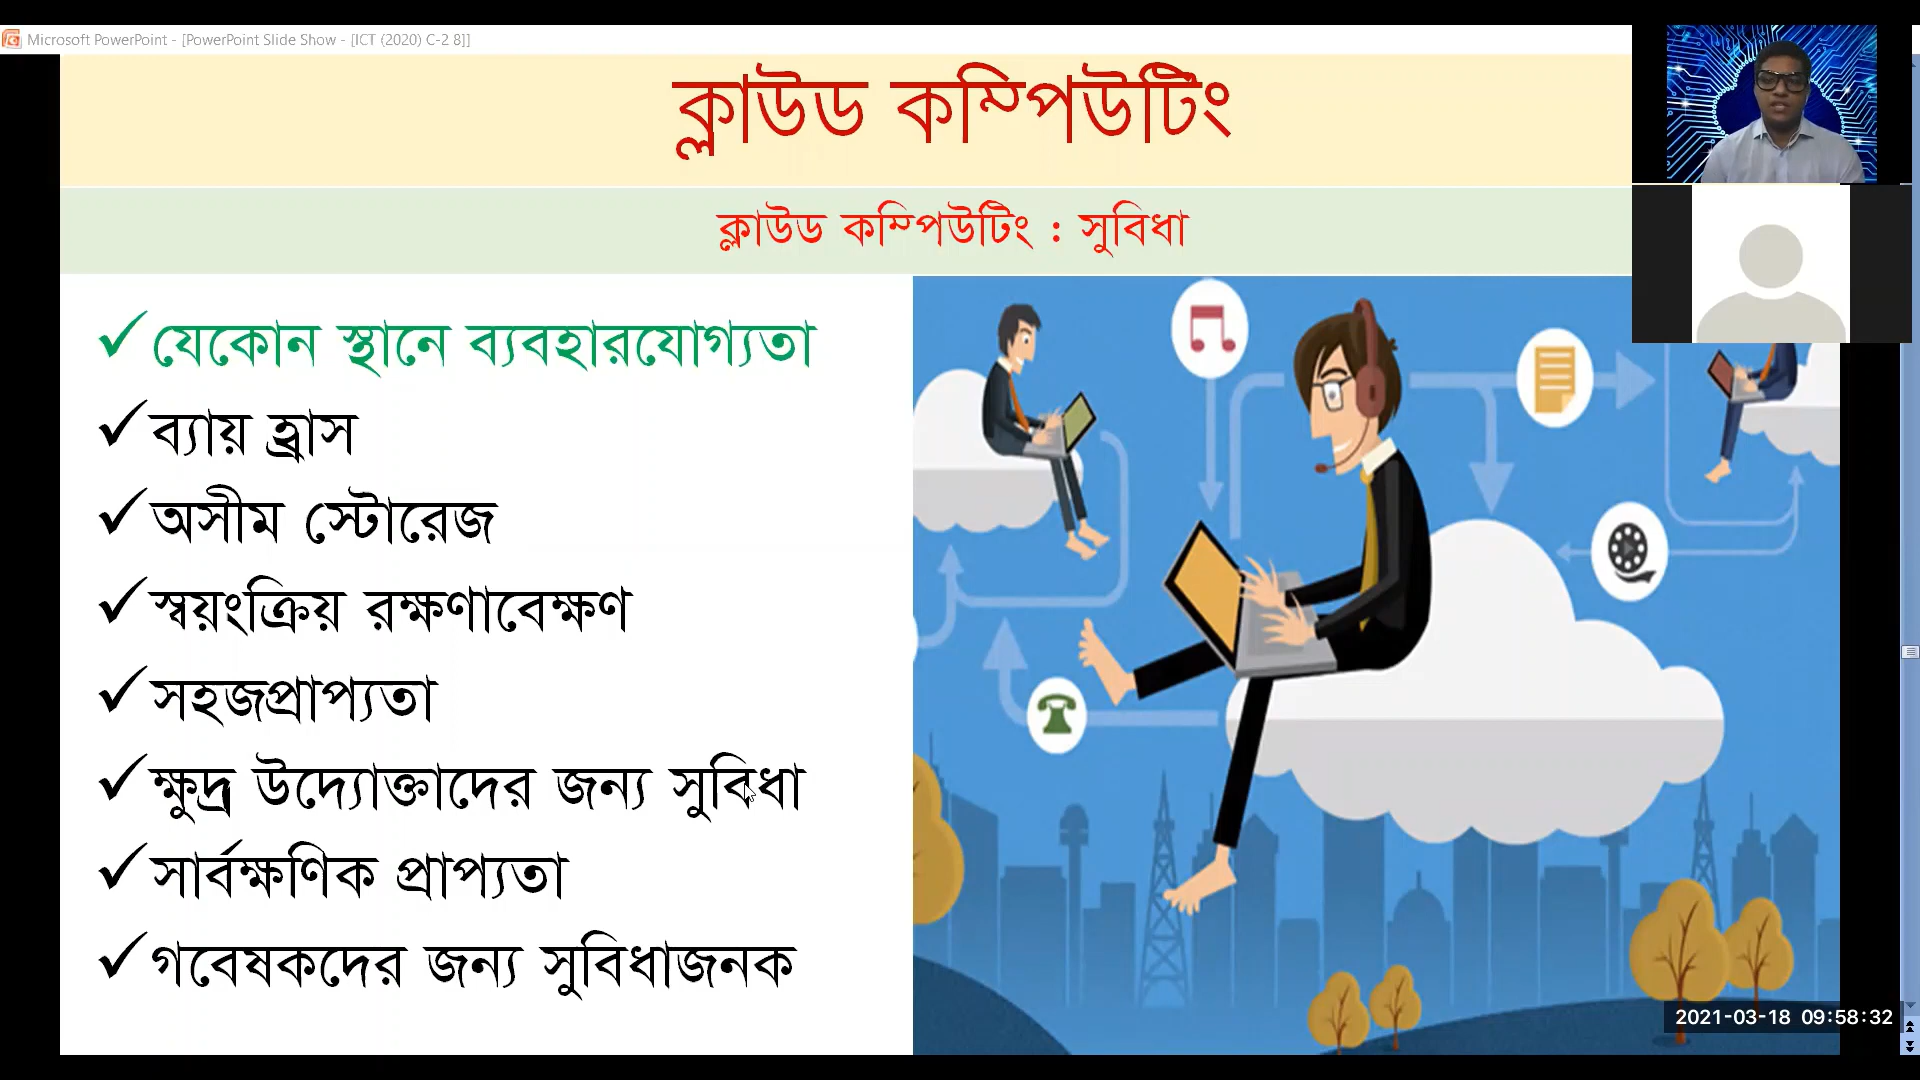 Microsoft PowerPoint - [PowerPoint Slide Show - [ICT (2020) C-2 8]]
ক্লাউড কম্পিউটিং
ক্লাউড কম্পিউটিং : সুবিধা
✓যেকোন স্থানে ব্যবহারযোগ্যতা
✓ব্যায় হ্রাস
✓অসীম স্টোরেজ
✓স্বয়ংক্রিয় রক্ষণাবেক্ষণ
✓সহজপ্রাপ্যতা
✓ক্ষুদ্র উদ্যোক্তাদের জন্য সুবিধা
✓সার্বক্ষণিক প্রাপ্যতা
✓গবেষকদের জন্য সুবিধাজনক
2021-03-18 09:58:32